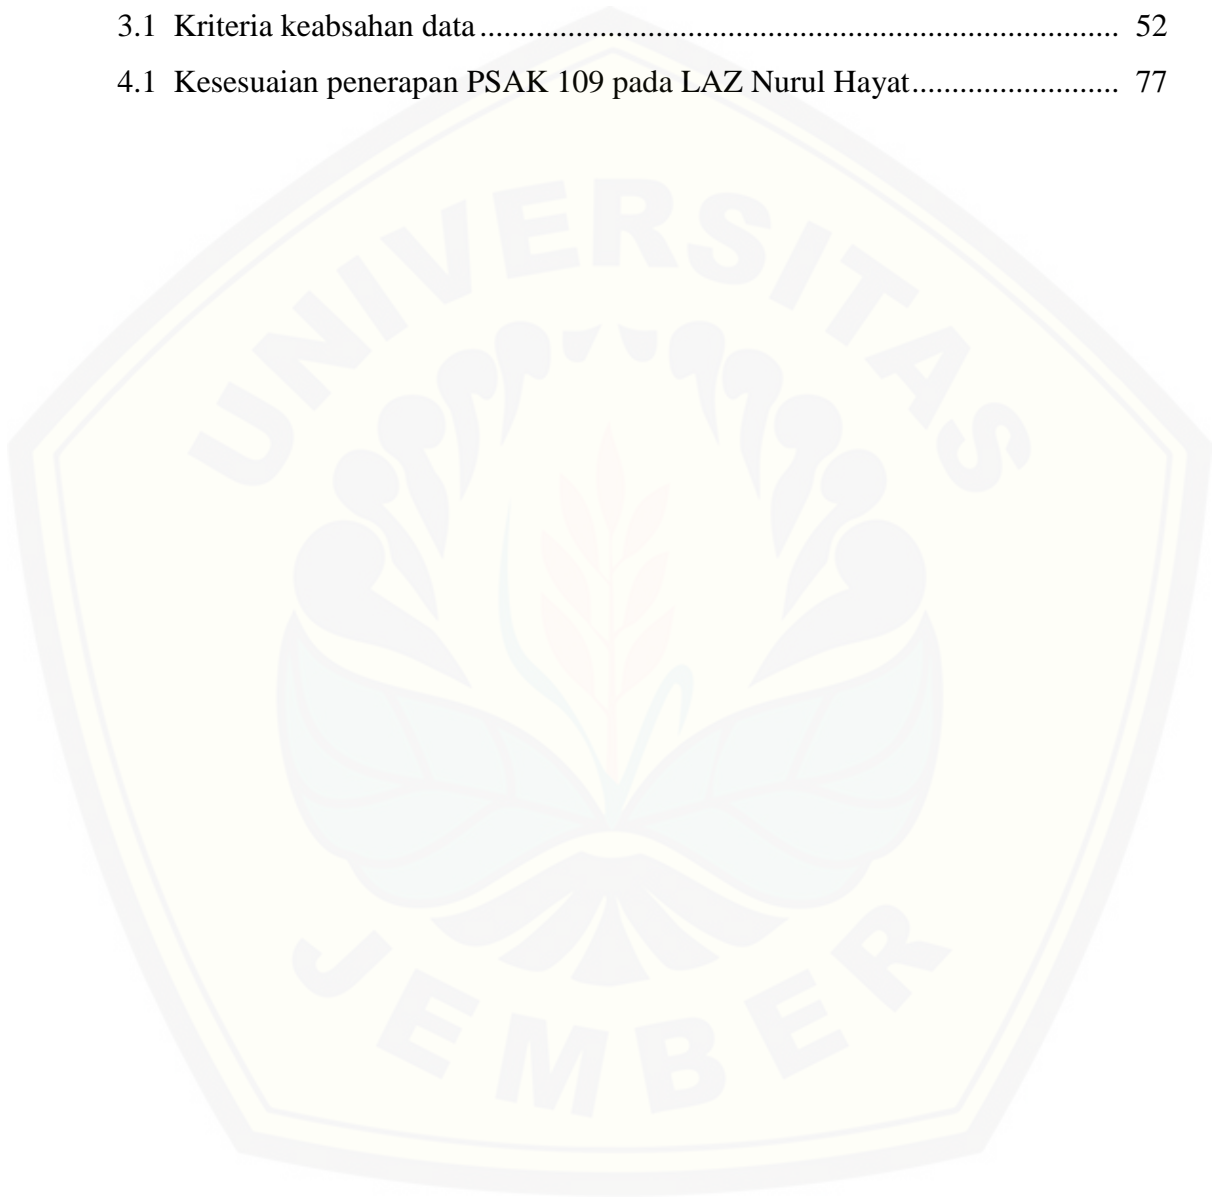 3.1 Kriteria keabsahan data ................................................................................ 52
4.1 Kesesuaian penerapan PSAK 109 pada LAZ Nurul Hayat.......................... 77
UNIVERSITAS
JEMBER